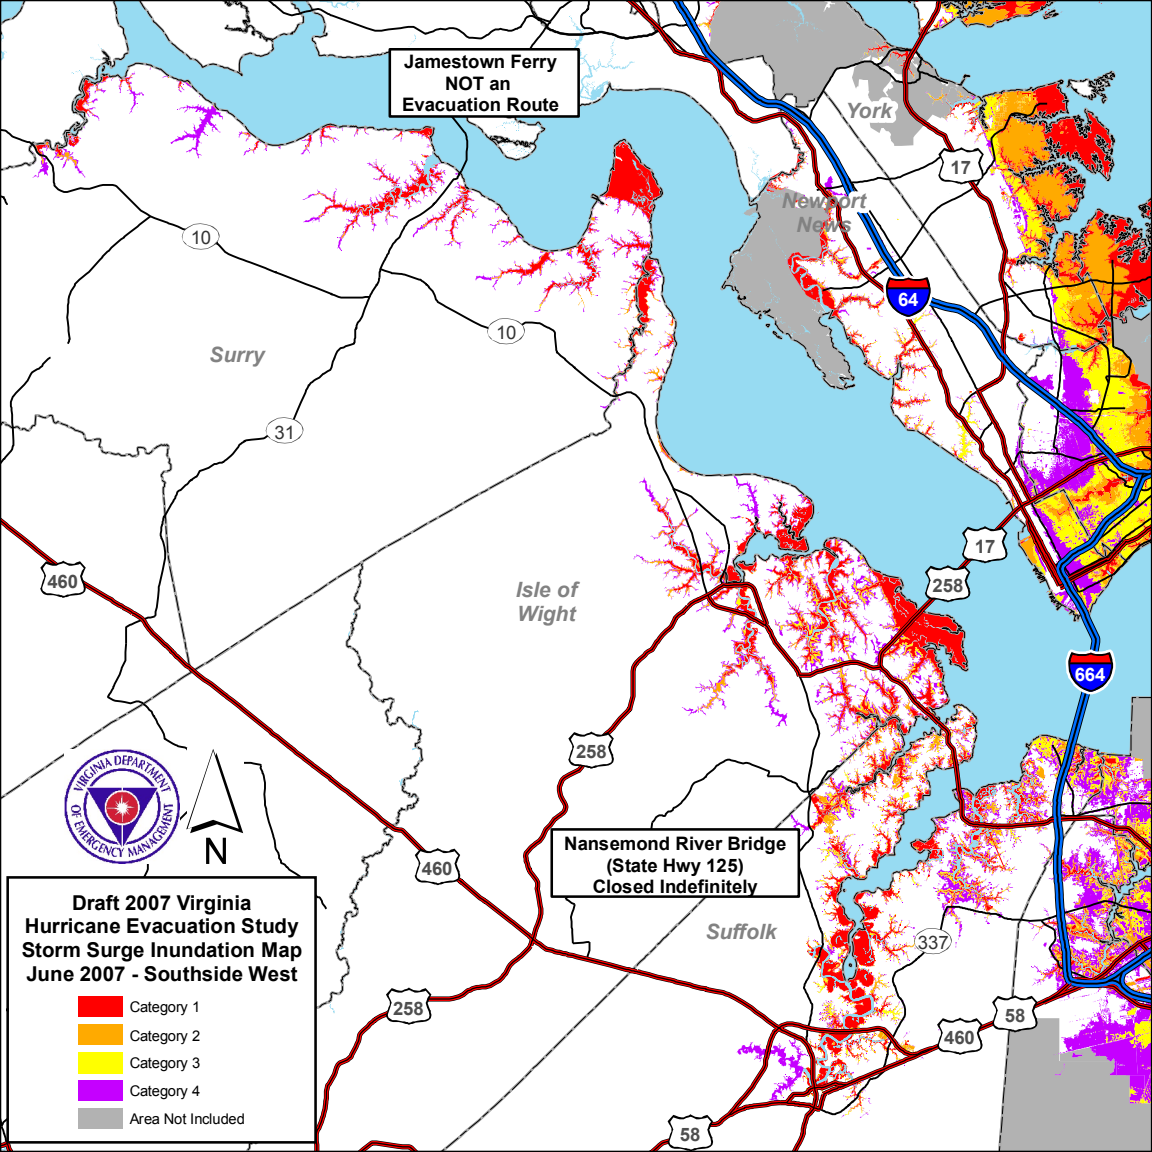 Jamestown Ferry
NOT an
Evacuation Route
York
17
Newport
News
64
10
10
Surry
31
460
17
258
Isle of
Wight
664
258
VIRGINIA DEPARTMENT
OF EMERGENCY MANAGEMENT
N
460
Nansemond River Bridge
(State Hwy 125)
Closed Indefinitely
Suffolk
337
258
58
460
58
Draft 2007 Virginia
Hurricane Evacuation Study
Storm Surge Inundation Map
June 2007 - Southside West
Category 1
Category 2
Category 3
Category 4
Area Not Included